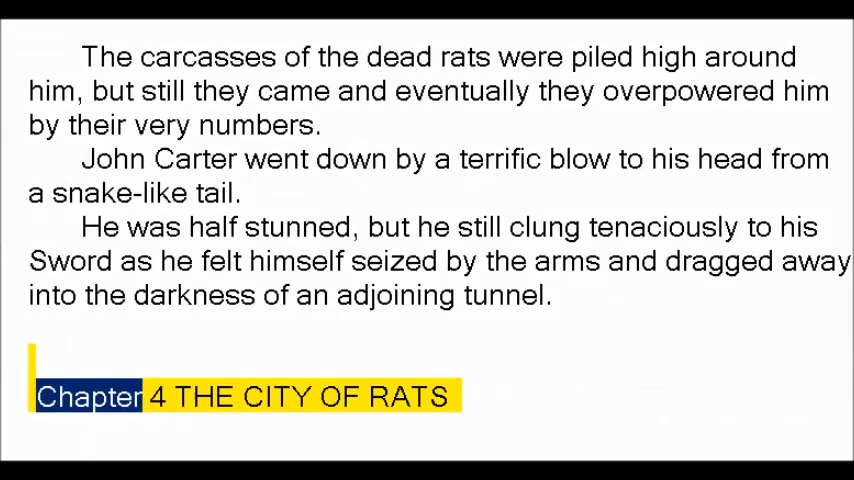 The carcasses of the dead rats were piled high around
him, but still they came and eventually they overpowered him
by their very numbers.
John Carter went down by a terrific blow to his head from
a snake-like tail.
He was half stunned, but he still clung tenaciously to his
Sword as he felt himself seized by the arms and dragged away
into the darkness of an adjoining tunnel.
Chapter 4 THE CITY OF RATS